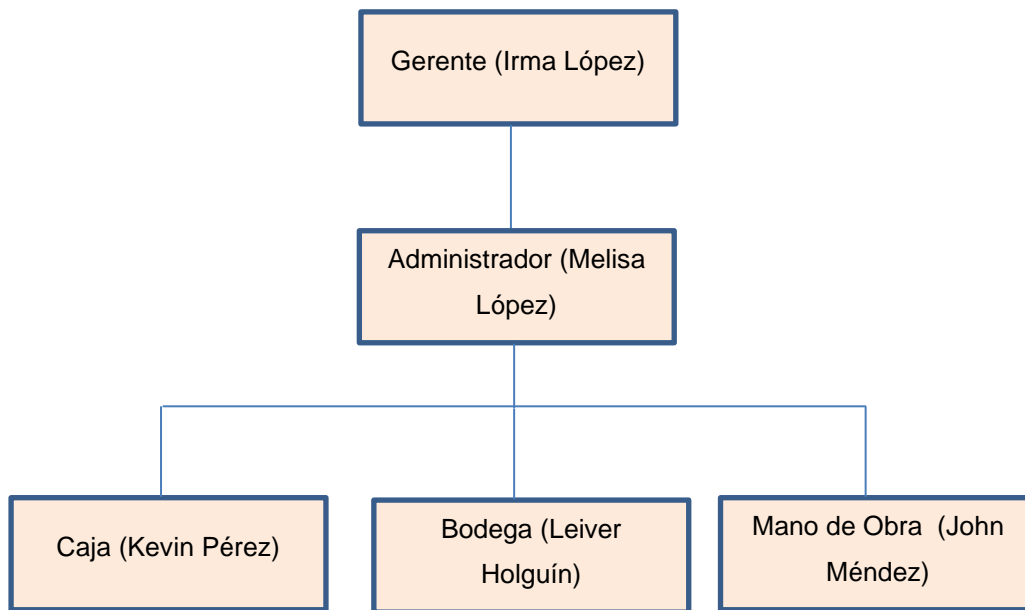 Gerente (Irma López)
Administrador (Melisa
López)
Caja (Kevin Pérez)
Bodega (Leiver
Holguín)
Mano de Obra  (John
Méndez)